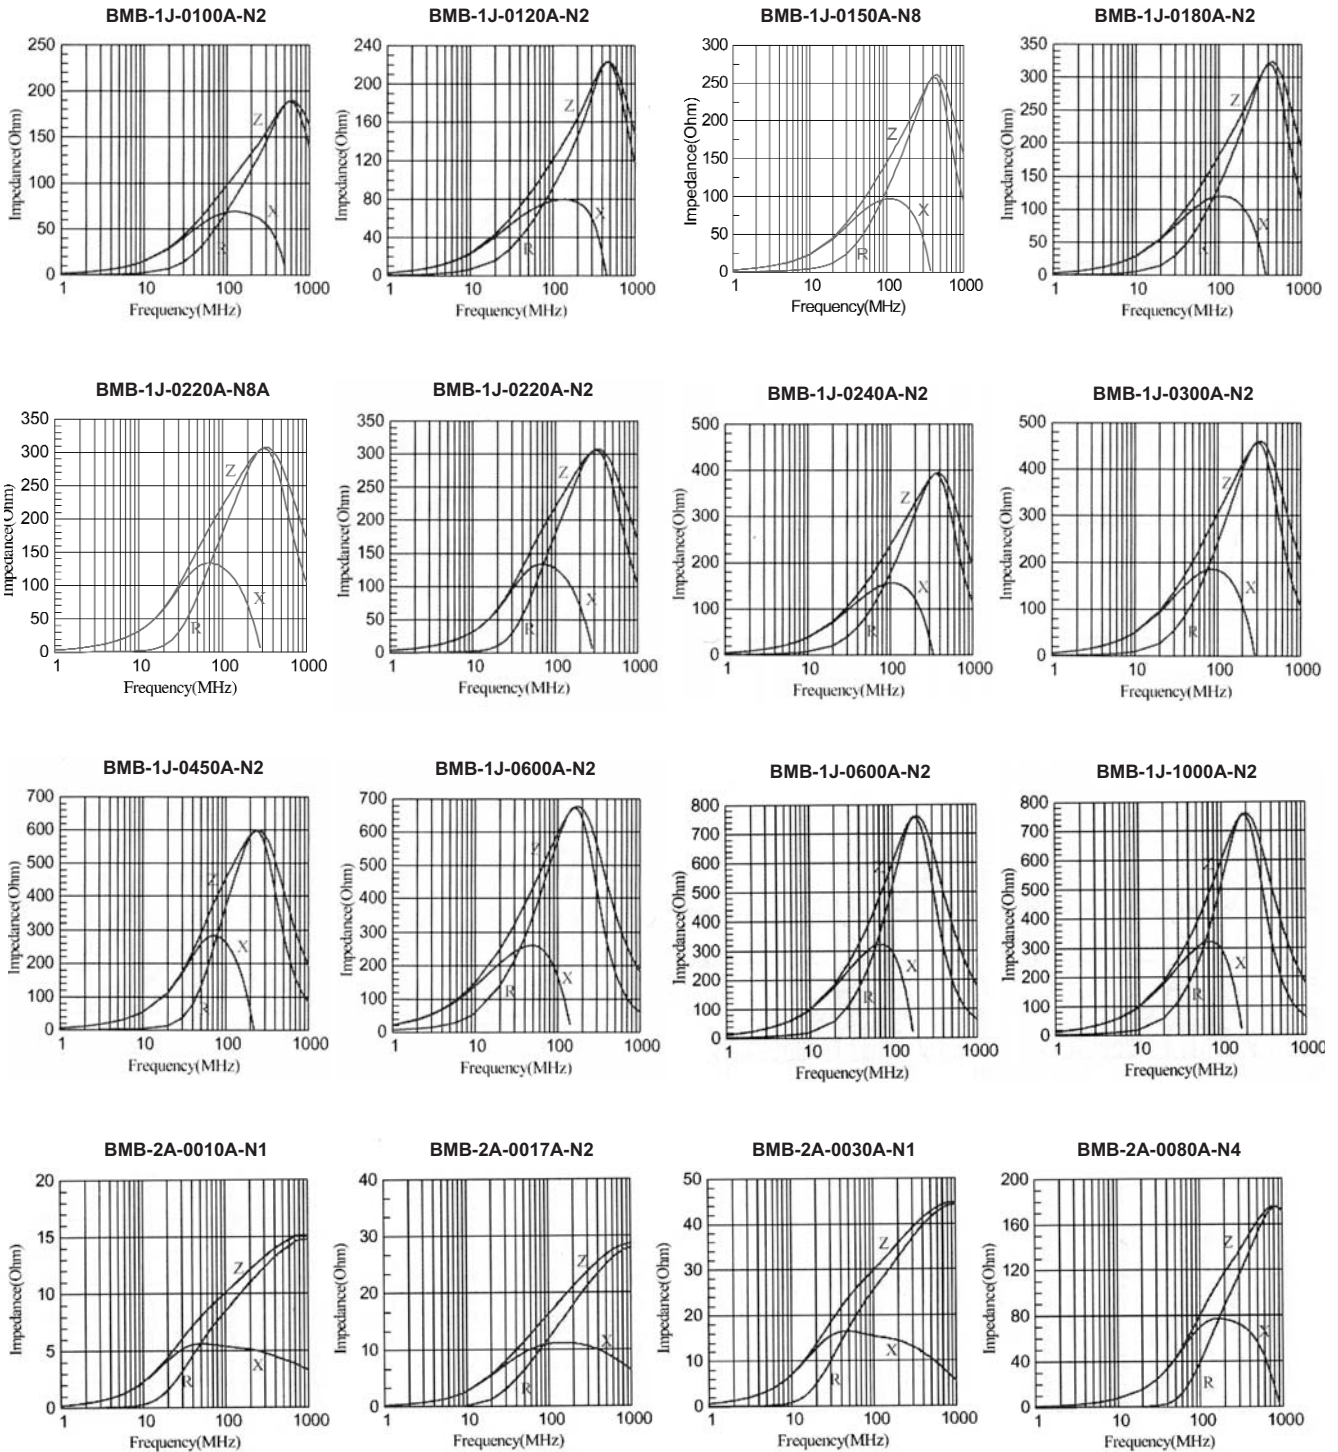 BMB-1J-0100A-N2 BMB-1J-0120A-N2 BMB-1J-0150A-N8 BMB-1J-0180A-N2
250
200
150
100
50
0
Impedance(Ohm)
Z
X
R
1 10 100 1000
Frequency(MHz)
240
200
160
120
80
40
0
Impedance(Ohm)
Z
X
R
1 10 100 1000
Frequency(MHz)
300
250
200
150
100
50
0
Impedance(Ohm)
Z
X
R
1 10 100 1000
Frequency(MHz)
350
300
250
200
150
100
50
0
Impedance(Ohm)
Z
X
R
1 10 100 1000
Frequency(MHz)
BMB-1J-0220A-N8A BMB-1J-0220A-N2 BMB-1J-0240A-N2 BMB-1J-0300A-N2
350
300
250
200
150
100
50
0
Impedance(Ohm)
Z
X
R
1 10 100 1000
Frequency(MHz)
350
300
250
200
150
100
50
0
Impedance(Ohm)
Z
X
R
1 10 100 1000
Frequency(MHz)
500
400
300
200
100
0
Impedance(Ohm)
Z
X
R
1 10 100 1000
Frequency(MHz)
500
400
300
200
100
0
Impedance(Ohm)
Z
X
R
1 10 100 1000
Frequency(MHz)
BMB-1J-0450A-N2 BMB-1J-0600A-N2 BMB-1J-0600A-N2 BMB-1J-1000A-N2
700
600
500
400
300
200
100
0
Impedance(Ohm)
Z
X
R
1 10 100 1000
Frequency(MHz)
700
600
500
400
300
200
100
0
Impedance(Ohm)
Z
X
R
1 10 100 1000
Frequency(MHz)
800
700
600
500
400
300
200
100
0
Impedance(Ohm)
Z
X
R
1 10 100 1000
Frequency(MHz)
800
700
600
500
400
300
200
100
0
Impedance(Ohm)
Z
X
R
1 10 100 1000
Frequency(MHz)
BMB-2A-0010A-N1 BMB-2A-0017A-N2 BMB-2A-0030A-N1 BMB-2A-0080A-N4
20
15
10
5
0
Impedance(Ohm)
Z
X
R
1 10 100 1000
Frequency(MHz)
40
30
20
10
0
Impedance(Ohm)
Z
X
R
1 10 100 1000
Frequency(MHz)
50
40
30
20
10
0
Impedance(Ohm)
Z
X
R
1 10 100 1000
Frequency(MHz)
200
160
120
80
40
0
Impedance(Ohm)
Z
X
R
1 10 100 1000
Frequency(MHz)